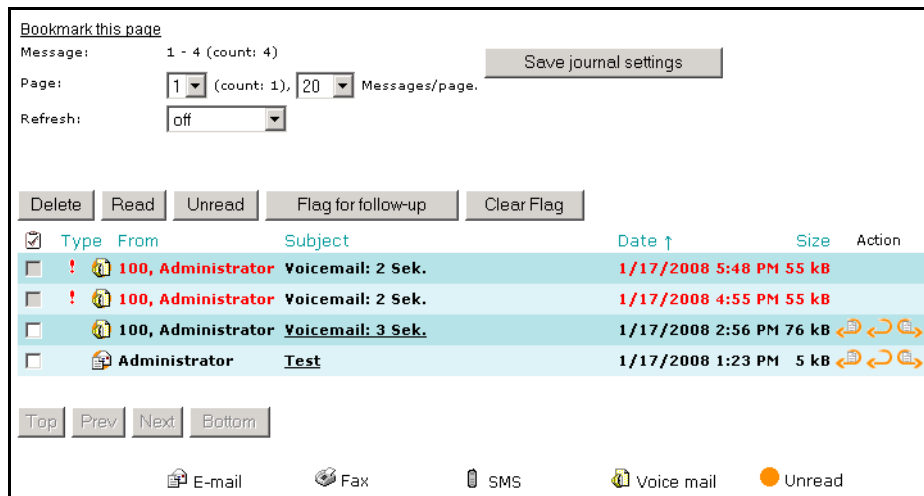 Bookmark this page
Message: 1 - 4 (count: 4)
Save journal settings
Page: 1 (count: 1), 20 Messages/page.
Refresh: off
Delete Read Unread Flag for follow-up Clear Flag
Type From Subject Date ↑ Size Action
! 100, Administrator Voicemail: 2 Sek. 1/17/2008 5:48 PM 55 kB
! 100, Administrator Voicemail: 2 Sek. 1/17/2008 4:55 PM 55 kB
100, Administrator Voicemail: 3 Sek. 1/17/2008 2:56 PM 76 kB
Administrator Test 1/17/2008 1:23 PM 5 kB
Top Prev Next Bottom
E-mail Fax SMS Voice mail Unread